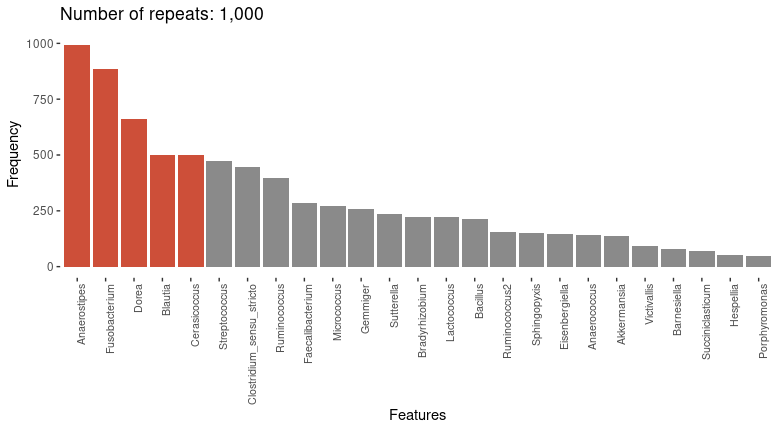 Number of repeats: 1,000
Frequency
1000
750
500
250
0
Anaerostipes
Fusobacterium
Dorea
Blautia
Cerasicoccus
Streptococcus
Clostridium_sensu_stricto
Ruminococcus
Faecalibacterium
Micrococcus
Gemmiger
Sutterella
Bradyrhizobium
Lactococcus
Bacillus
Ruminococcus2
Sphingopyxis
Eisenbergiella
Anaerococcus
Akkermansia
Victivallis
Barnesiella
Succiniclasticum
Hespellia
Porphyromonas
Features